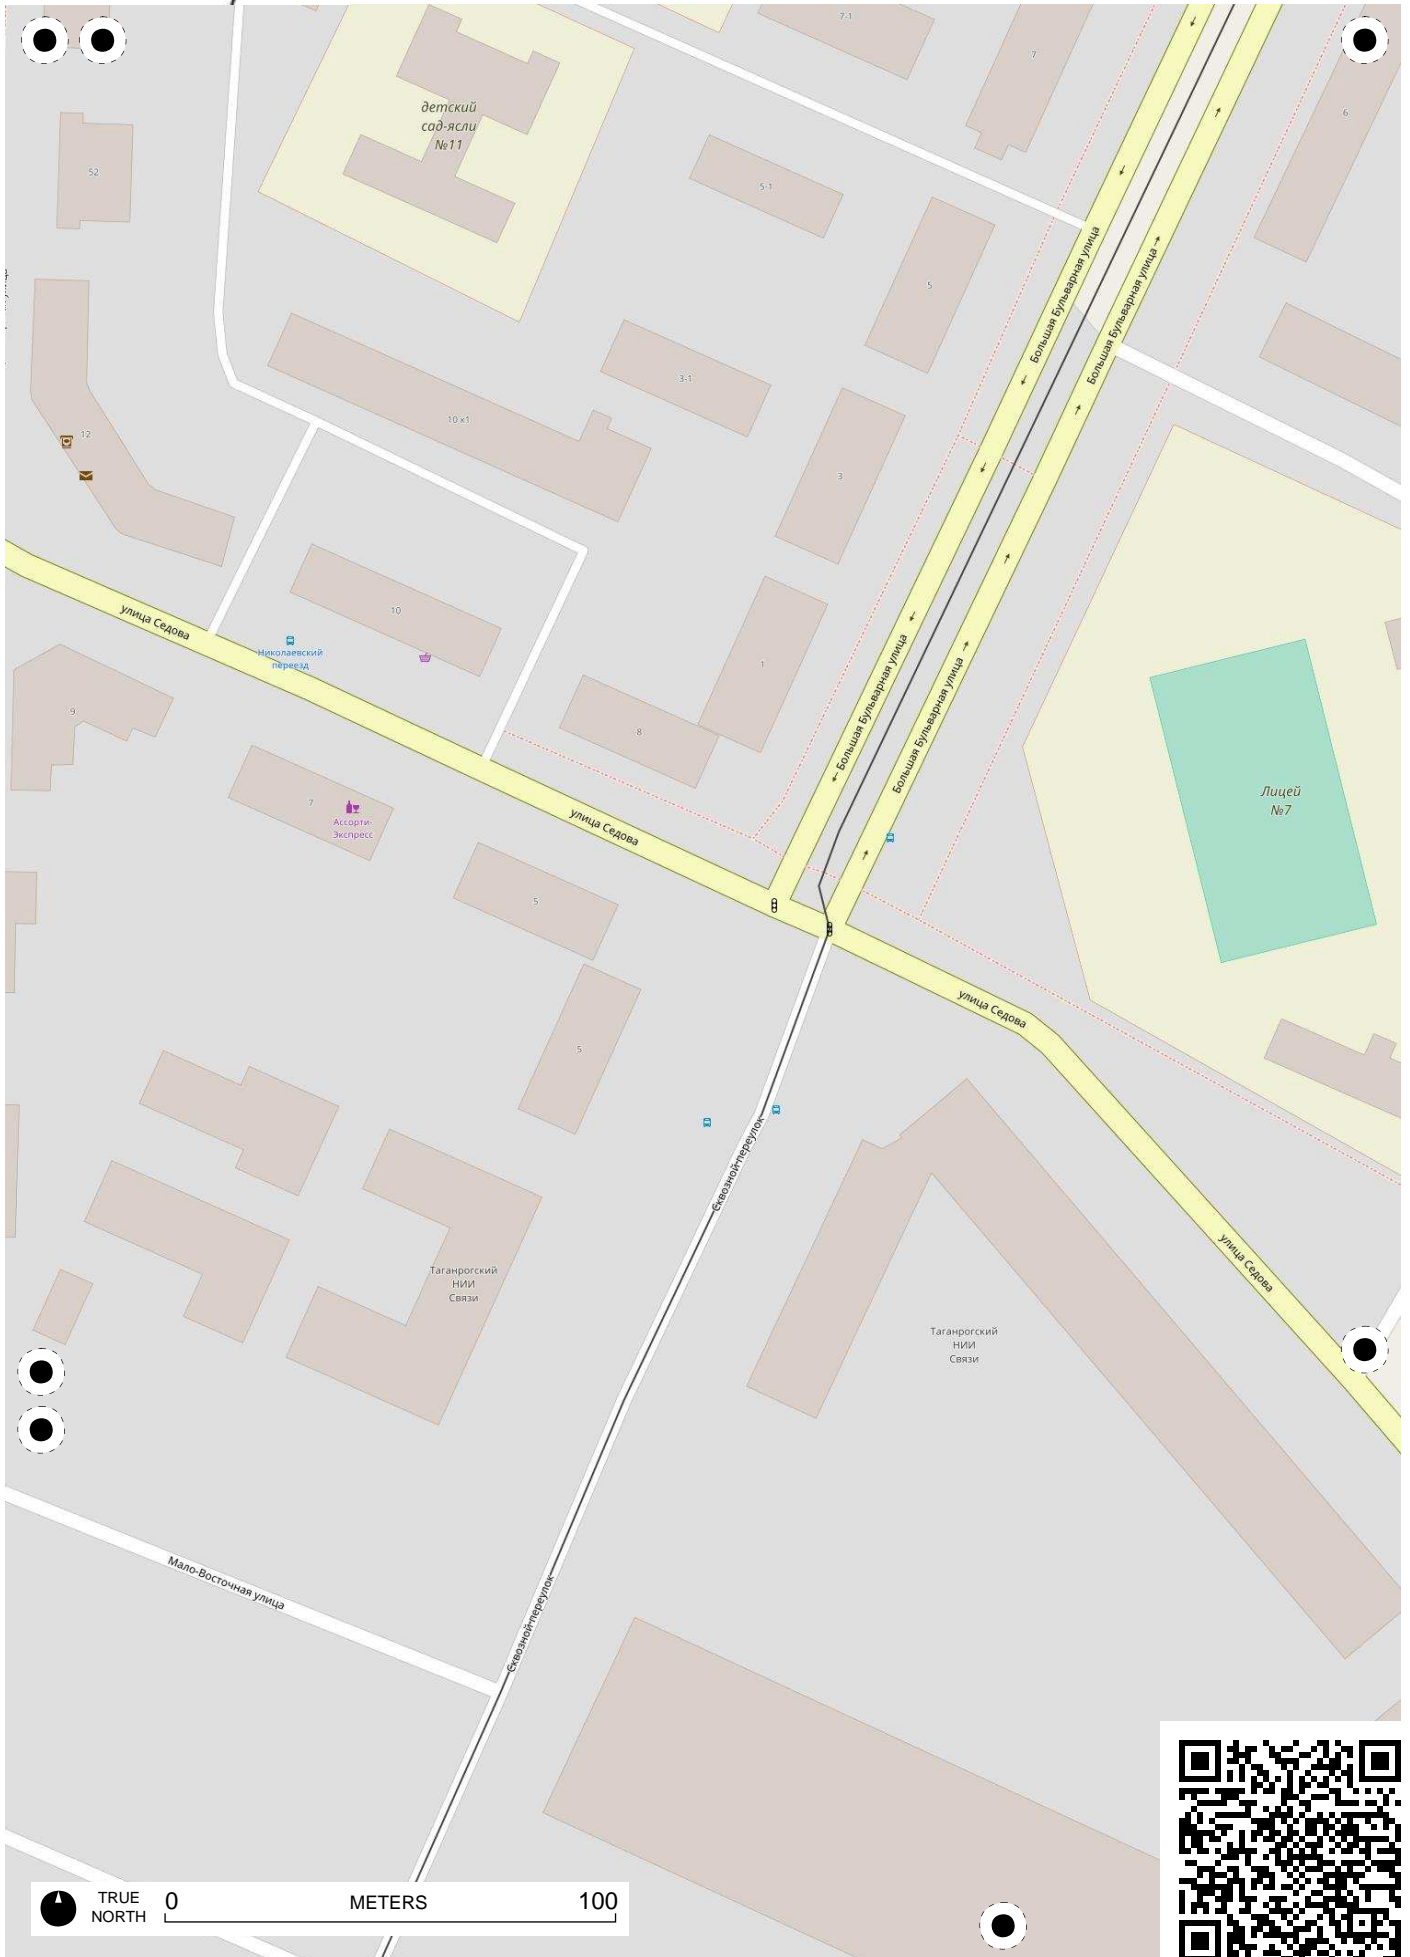 7-1
7
6
детский
сад-ясли
№11
52
5-1
5
Большая Бульварная улица
Большая Бульварная улица
3-1
10 к1
12
3
10
улица Седова
Николаевский
переезд
1
Большая Бульварная улица
Большая Бульварная улица
9
8
7
Ассорти-
Экспресс
улица Седова
Лицей
№7
5
улица Седова
5
Сквозной переулок
улица Седова
Таганрогский
НИИ
Связи
Таганрогский
НИИ
Связи
Мало-Восточная улица
Сквозной переулок
TRUE
NORTH
0 METERS 100